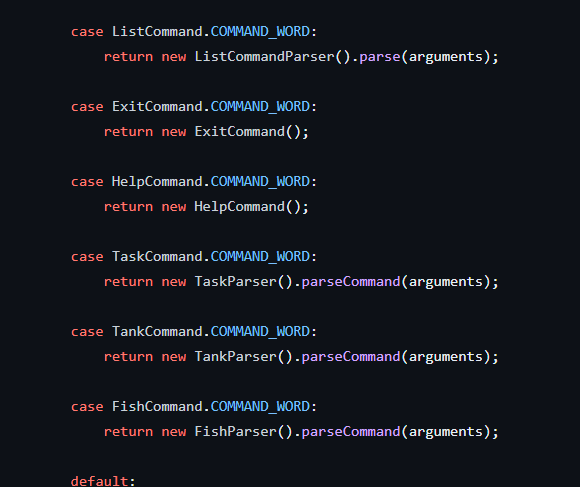 case ListCommand.COMMAND_WORD:
return new ListCommandParser().parse(arguments);
case ExitCommand.COMMAND_WORD:
return new ExitCommand();
case HelpCommand.COMMAND_WORD:
return new HelpCommand();
case TaskCommand.COMMAND_WORD:
return new TaskParser().parseCommand(arguments);
case TankCommand.COMMAND_WORD:
return new TankParser().parseCommand(arguments);
case FishCommand.COMMAND_WORD:
return new FishParser().parseCommand(arguments);
default: